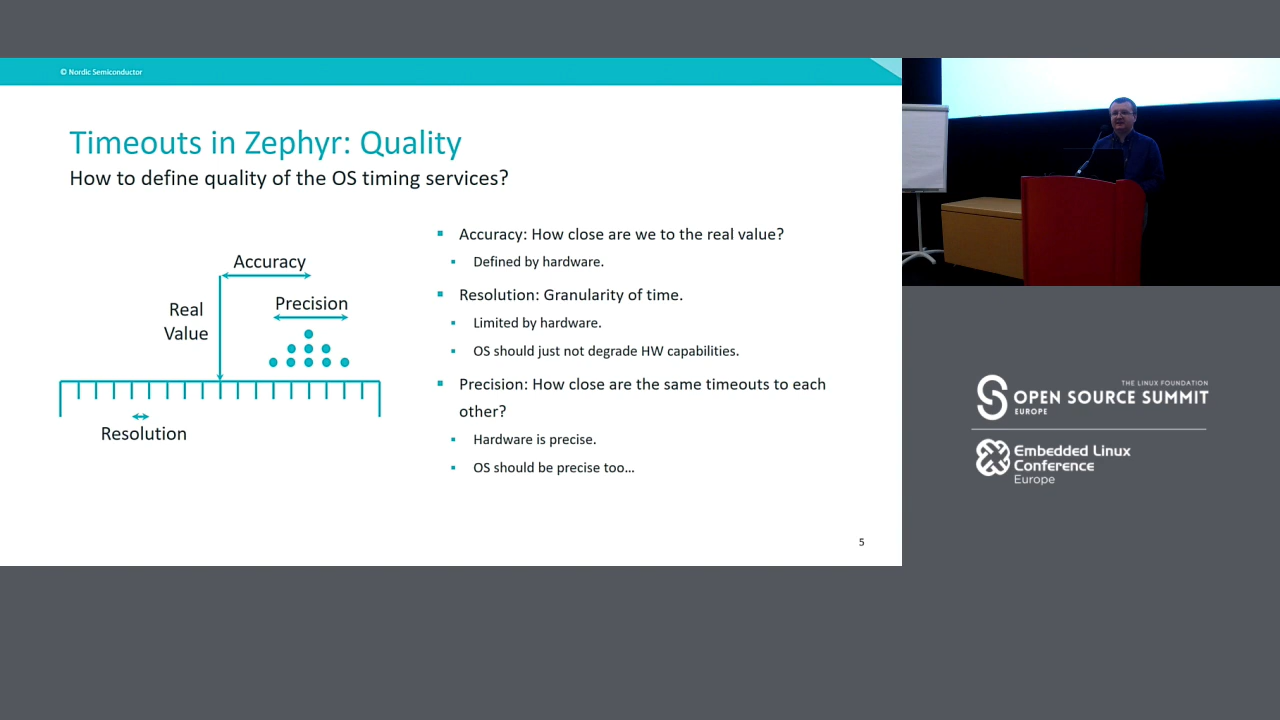 © Nordic Semiconductor
Timeouts in Zephyr: Quality
How to define quality of the OS timing services?
Accuracy
Real
Value
Precision
Resolution
Accuracy: How close are we to the real value?
Defined by hardware.
Resolution: Granularity of time.
Limited by hardware.
OS should just not degrade HW capabilities.
Precision: How close are the same timeouts to each
other?
Hardware is precise.
OS should be precise too...
5
THE LINUX FOUNDATION
OPEN SOURCE SUMMIT
EUROPE
Embedded Linux
Conference
Europe